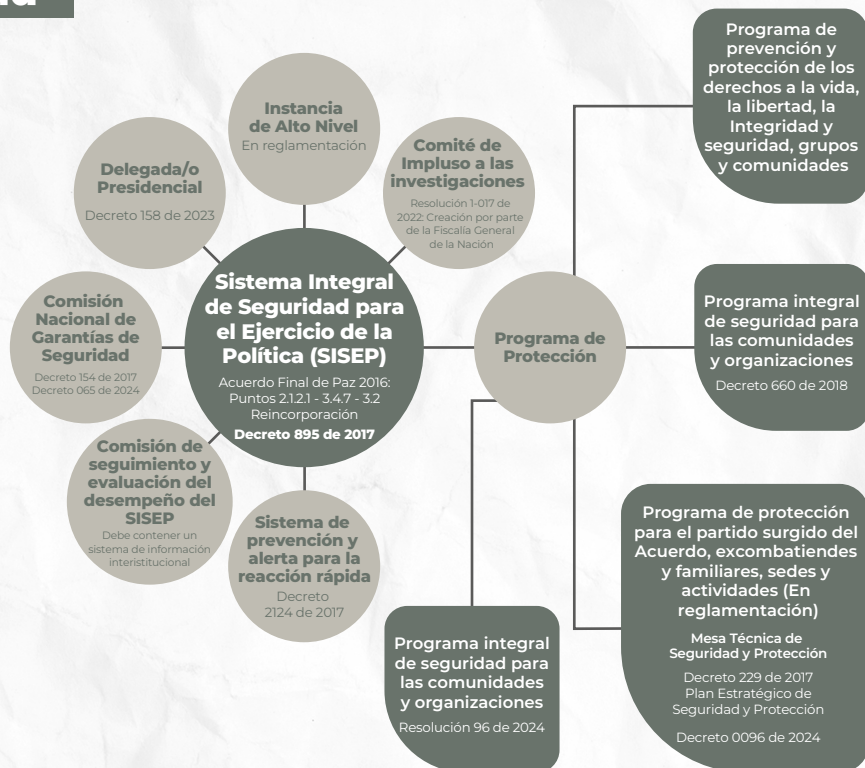 Instancia
de Alto Nivel
En reglamentación
Delegada/o
Presidencial
Decreto 158 de 2023
Comité de
Impluso a las
investigaciones
Resolución 1-017 de
2022: Creación por parte
de la Fiscalía General
de la Nación
Comisión
Nacional de
Garantías de
Seguridad
Decreto 154 de 2017
Decreto 065 de 2024
Sistema Integral
de Seguridad para
el Ejercicio de la
Política (SISEP)
Acuerdo Final de Paz 2016:
Puntos 2.1.2.1 - 3.4.7 - 3.2
Reincorporación
Decreto 895 de 2017
Comisión de
seguimiento y
evaluación del
desempeño del
SISEP
Debe contener un
sistema de información
interistitucional
Sistema de
prevención y
alerta para la
reacción rápida
Decreto
2124 de 2017
Programa de
Protección
Programa de
prevención y
protección de los
derechos a la vida,
la libertad, la
Integridad y
seguridad, grupos
y comunidades
Programa integral
de seguridad para
las comunidades
y organizaciones
Decreto 660 de 2018
Programa de protección
para el partido surgido del
Acuerdo, excombatiendes
y familiares, sedes y
actividades (En
reglamentación)
Mesa Técnica de
Seguridad y Protección
Decreto 229 de 2017
Plan Estratégico de
Seguridad y Protección
Decreto 0096 de 2024
Programa integral
de seguridad para
las comunidades
y organizaciones
Resolución 96 de 2024